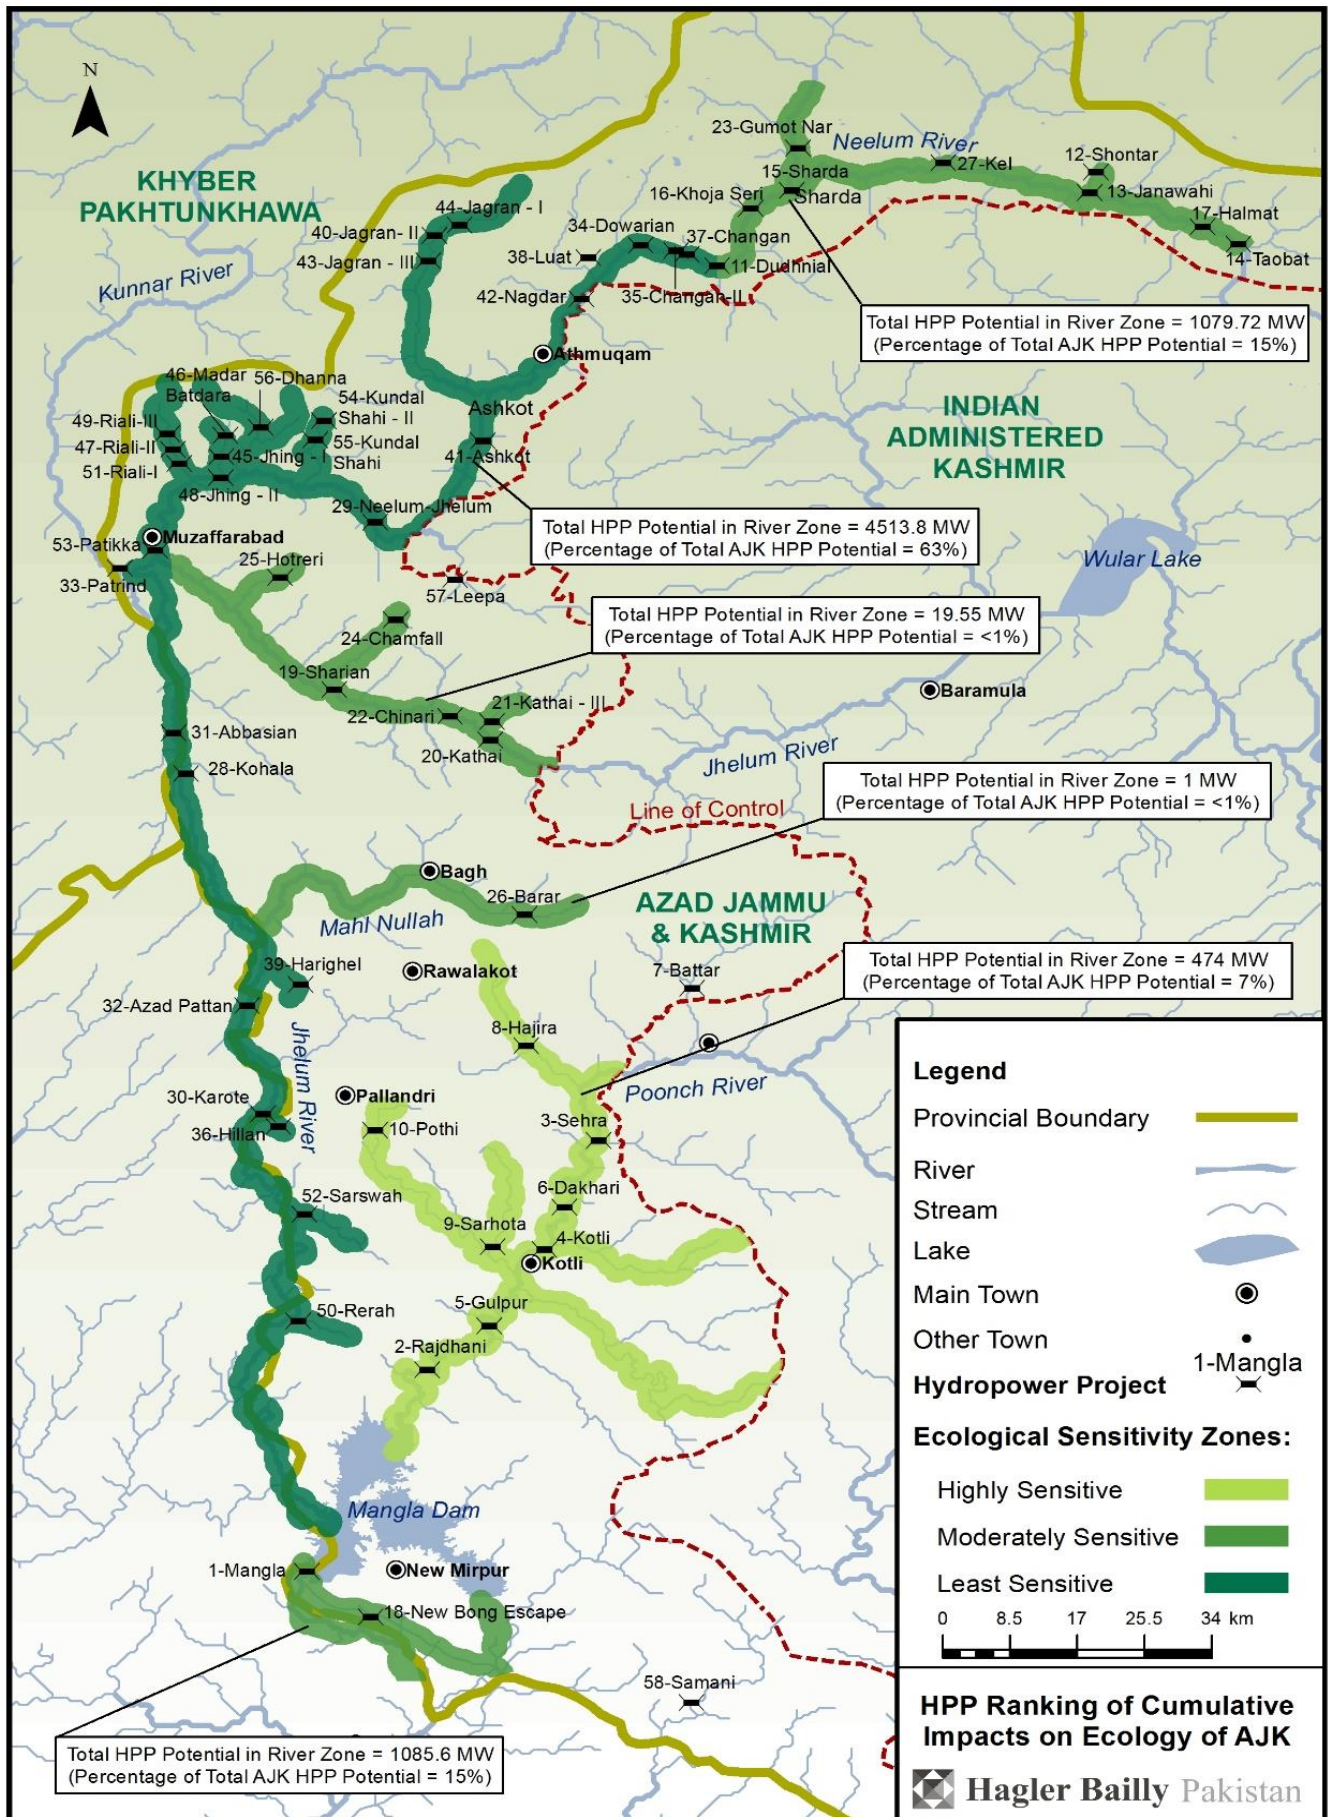 N
23-Gumot Nar
Neelum River
12-Shontar
27-Kel
15-Sharda
Sharda
13-Janawahi
16-Khoja Seri
17-Halmat
14-Taobat
KHYBER
PAKHTUNKHAWA
44-Jagran - I
40-Jagran- II
43-Jagran - III
34-Dowarian
37-Changan
38-Luat
11-Dudhnial
35-Changan-II
42-Nagdar
Kunnar River
Total HPP Potential in River Zone = 1079.72 MW
(Percentage of Total AJK HPP Potential = 15%)
Athmuqam
46-Madar
Batdara
56-Dhanna
54-Kundal
Shahi - II
49-Riali-III
47-Riali-II
51-Riali-I
55-Kundal
Shahi
45-Jhing - I
48-Jhing - II
Ashkot
41-Ashkot
INDIAN
ADMINISTERED
KASHMIR
29-Neelum-Jhelum
Total HPP Potential in River Zone = 4513.8 MW
(Percentage of Total AJK HPP Potential = 63%)
Muzaffarabad
53-Patikka
33-Patrind
25-Hotreri
57-Leepa
Wular Lake
24-Chamfall
Total HPP Potential in River Zone = 19.55 MW
(Percentage of Total AJK HPP Potential = <1%)
19-Sharian
22-Chinari
21-Kathai - III
20-Kathai
Baramula
31-Abbasian
28-Kohala
Jhelum River
Total HPP Potential in River Zone = 1 MW
(Percentage of Total AJK HPP Potential = <1%)
Line of Control
Bagh
26-Barar
Mahl Nullah
AZAD JAMMU
& KASHMIR
39-Harighel
Rawalakot
7-Battar
Total HPP Potential in River Zone = 474 MW
(Percentage of Total AJK HPP Potential = 7%)
32-Azad Pattan
8-Hajira
Jhelum River
Poonch River
Pallandri
30-Karote
36-Hillan
10-Pothi
3-Sehra
52-Sarswah
6-Dakhari
9-Sarhota
4-Kotli
Kotli
50-Rerah
5-Gulpur
2-Rajdhani
Mangla Dam
1-Mangla
New Mirpur
18-New Bong Escape
58-Samani
Total HPP Potential in River Zone = 1085.6 MW
(Percentage of Total AJK HPP Potential = 15%)
Legend
Provincial Boundary
River
Stream
Lake
Main Town
Other Town
1-Mangla
Hydropower Project
Ecological Sensitivity Zones:
Highly Sensitive
Moderately Sensitive
Least Sensitive
0 8.5 17 25.5 34 km
HPP Ranking of Cumulative
Impacts on Ecology of AJK
Hagler Bailly Pakistan